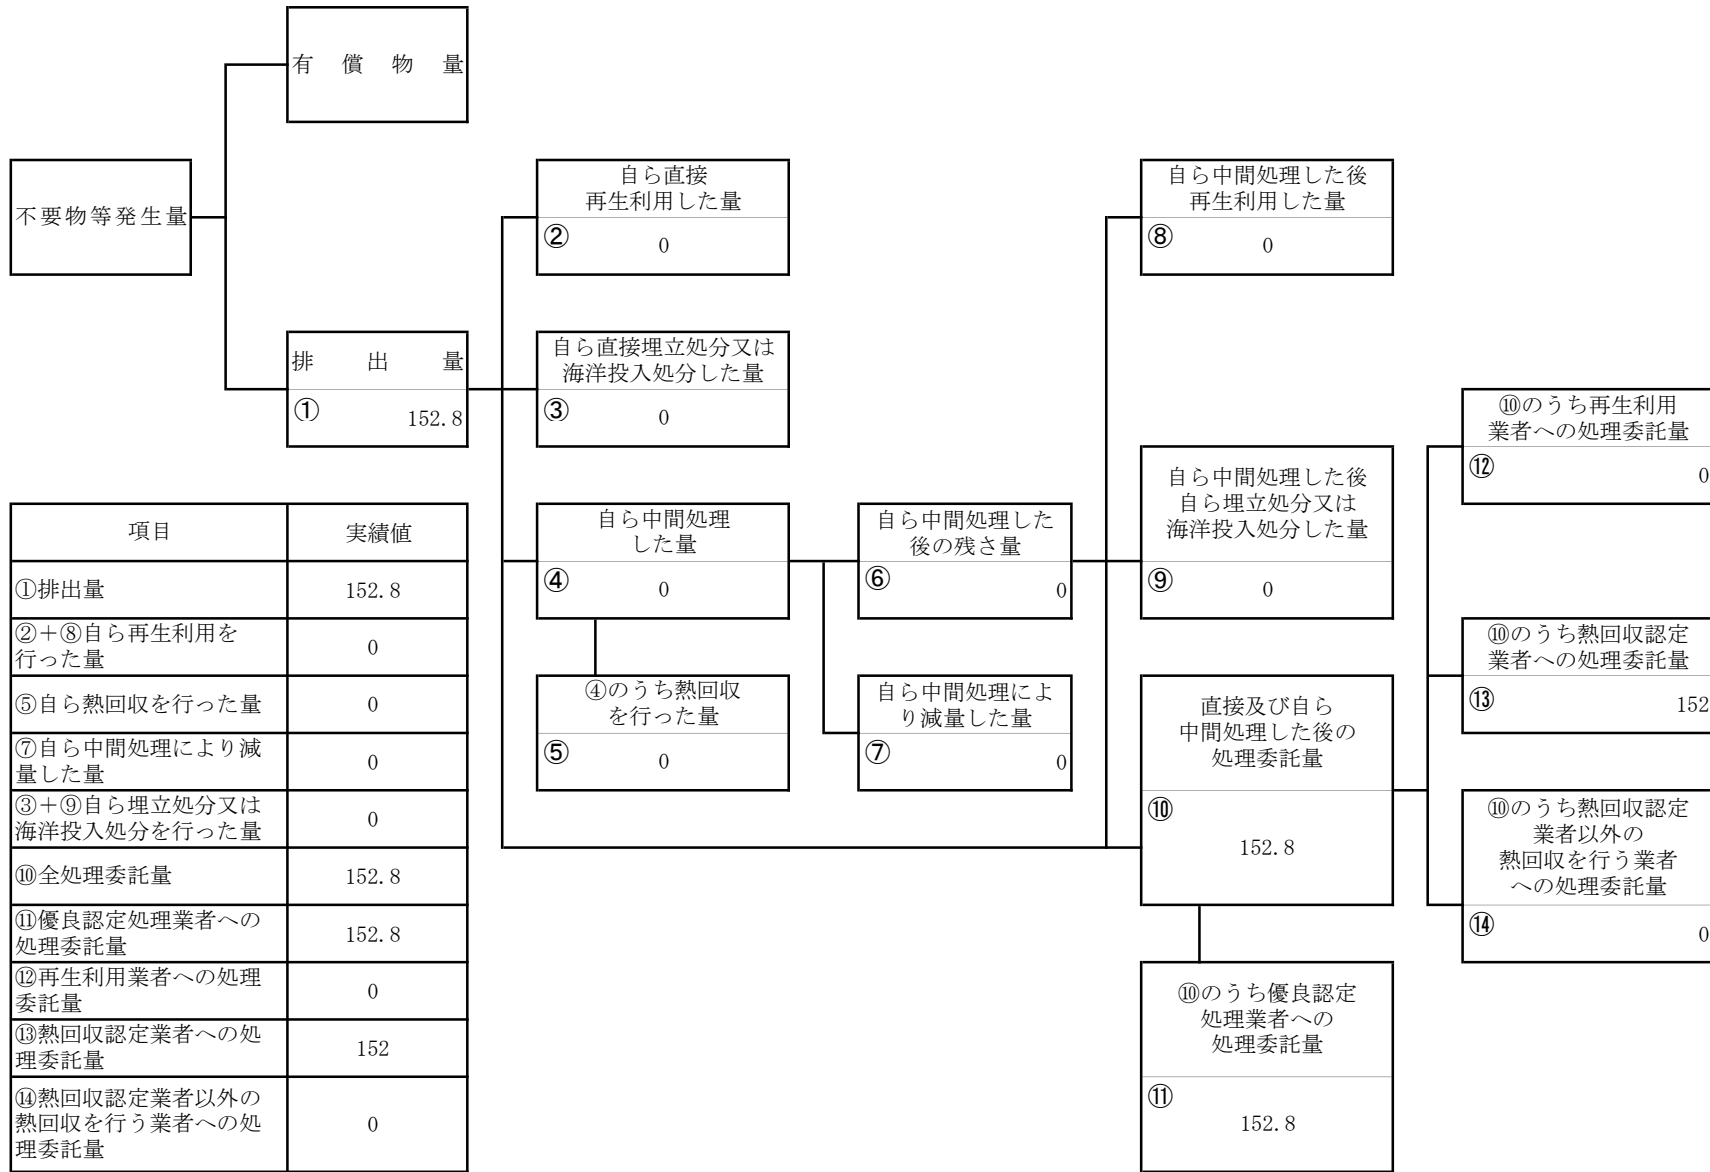 有償物量
不要物等発生量
排出量
①
152.8
自ら直接
再生利用した量
②
0
自ら直接埋立処分又は
海洋投入処分した量
③
0
自ら中間処理
した量
④
0
④のうち熱回収
を行った量
⑤
0
自ら中間処理した
後の残さ量
⑥
0
自ら中間処理によ
り減量した量
⑦
0
自ら中間処理した後
再生利用した量
⑧
0
自ら中間処理した後
自ら埋立処分又は
海洋投入処分した量
⑨
0
直接及び自ら
中間処理した後の
処理委託量
⑩
152.8
⑩のうち優良認定
処理業者への
処理委託量
⑪
152.8
⑩のうち再生利用
業者への処理委託量
⑫
0
⑩のうち熱回収認定
業者への処理委託量
⑬
152
⑩のうち熱回収認定
業者以外の
熱回収を行う業者
への処理委託量
⑭
0
項目 実績値
①排出量 152.8
②+⑧自ら再生利用を
行った量 0
⑤自ら熱回収を行った量 0
⑦自ら中間処理により減
量した量 0
③+⑨自ら埋立処分又は
海洋投入処分を行った量 0
⑩全処理委託量 152.8
⑪優良認定処理業者への
処理委託量 152.8
⑫再生利用業者への処理
委託量 0
⑬熱回収認定業者への処
理委託量 152
⑭熱回収認定業者以外の
熱回収を行う業者への処
理委託量 0